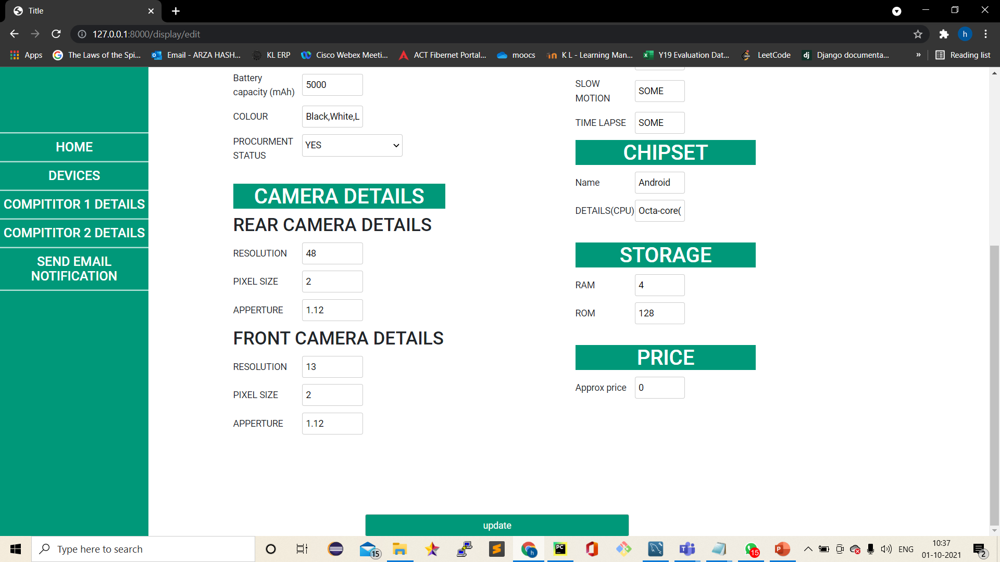 Title
127.0.0.1:8000/display/edit
Apps
The Laws of the Spi...
Email - ARZA HASH...
KL ERP
Cisco Webex Meeti...
ACT Fibernet Portal...
moocs
K L - Learning Man...
Y19 Evaluation Dat...
LeetCode
dj
Django documenta...
»
Reading list
h
HOME
DEVICES
COMPITITOR 1 DETAILS
COMPITITOR 2 DETAILS
SEND EMAIL
NOTIFICATION
Battery
capacity (mAh)
5000
COLOUR
Black,White,L
PROCURMENT
STATUS
YES
CAMERA DETAILS
REAR CAMERA DETAILS
RESOLUTION
48
PIXEL SIZE
2
APPERTURE
1.12
FRONT CAMERA DETAILS
RESOLUTION
13
PIXEL SIZE
2
APPERTURE
1.12
SLOW
MOTION
SOME
TIME LAPSE
SOME
CHIPSET
Name
Android
DETAILS(CPU)
Octa-core(
STORAGE
RAM
4
ROM
128
PRICE
Approx price
0
update
Type here to search
15
PC
15
ENG
10:37
01-10-2021
2